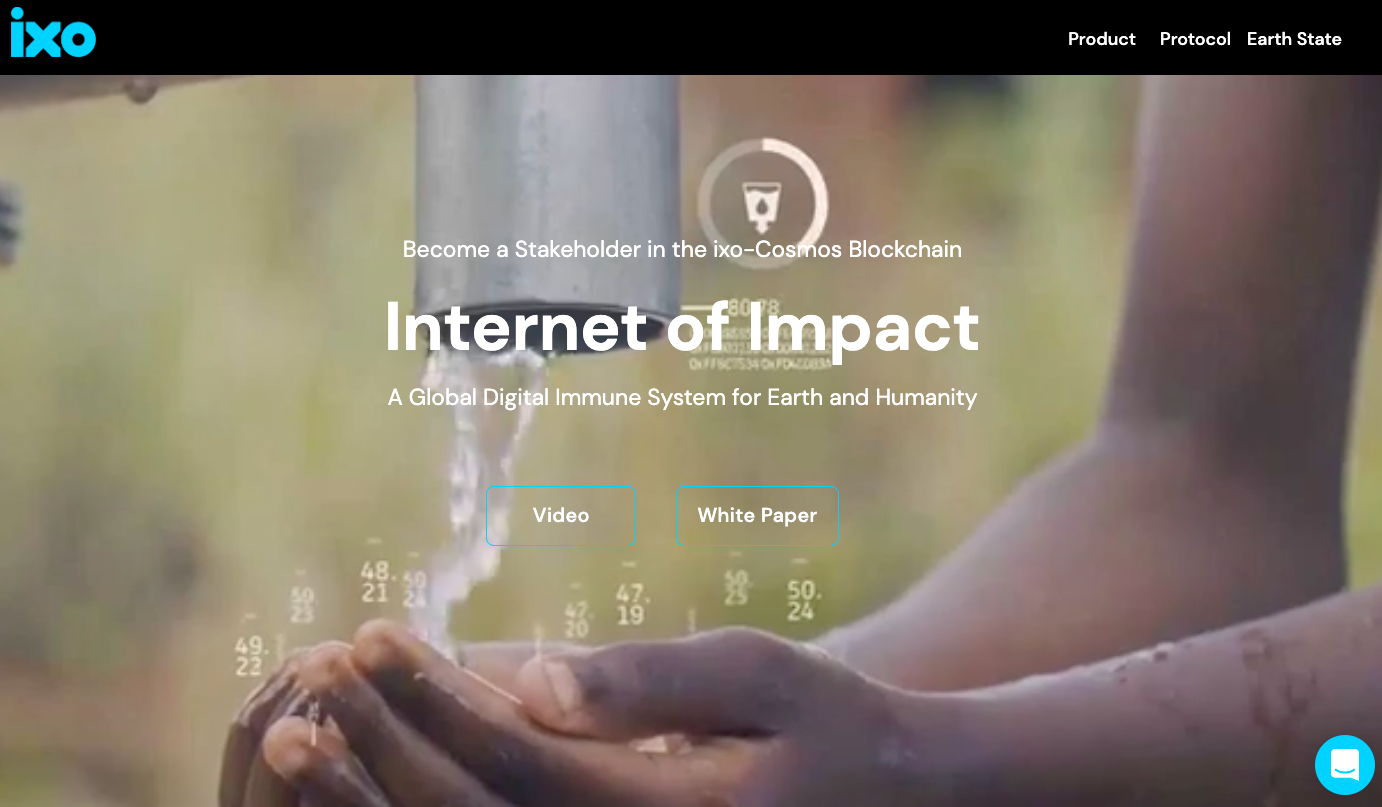 ixo
Product Protocol Earth State
Become a Stakeholder in the ixo-Cosmos Blockchain
80.78
Internet of Impact
A Global Digital Immune System for Earth and Humanity
Video White Paper
48.
21
50
25
50
24
47.
19
50.
25
50.
24
47.
20
49.
22